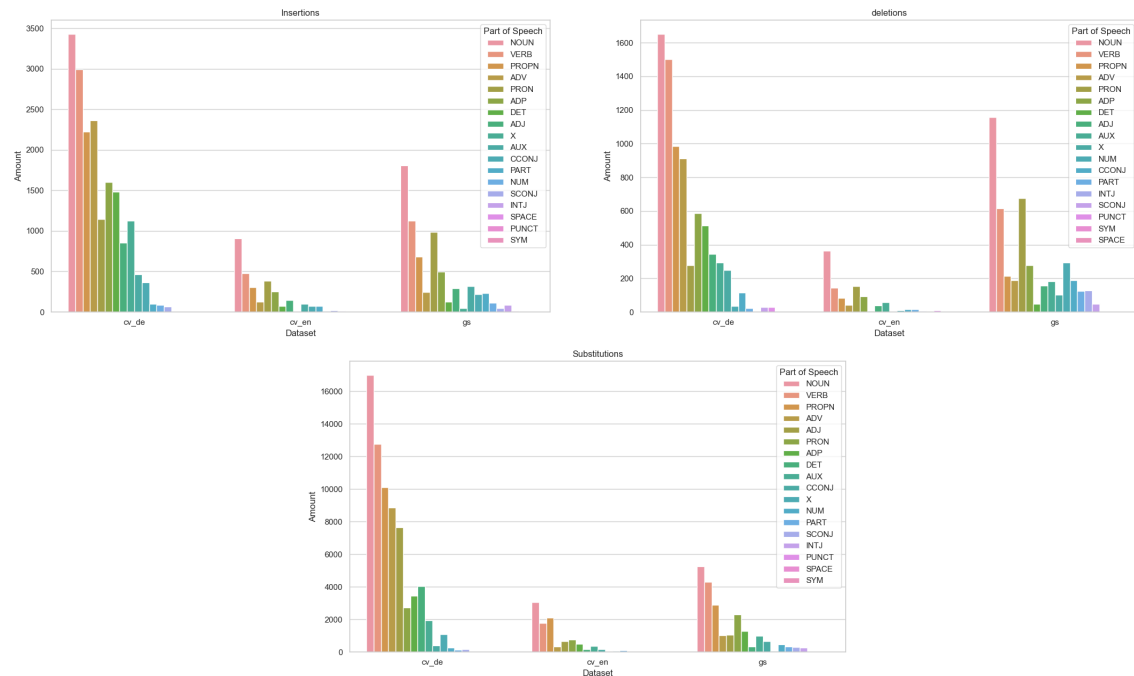 Insertions
Amount
3500
3000
2500
2000
1500
1000
500
0
cv_de
cv_en
gs
Dataset
Part of Speech
NOUN
VERB
PROPN
ADV
PRON
ADP
DET
ADJ
X
AUX
CCONJ
PART
NUM
SCONJ
INTJ
SPACE
PUNCT
SYM
deletions
Amount
1600
1400
1200
1000
800
600
400
200
0
cv_de
cv_en
gs
Dataset
Part of Speech
NOUN
VERB
PROPN
ADV
PRON
ADP
DET
ADJ
AUX
X
NUM
CCONJ
PART
INTJ
SCONJ
PUNCT
SYM
SPACE
Substitutions
Amount
16000
14000
12000
10000
8000
6000
4000
2000
0
cv_de
cv_en
gs
Dataset
Part of Speech
NOUN
VERB
PROPN
ADV
ADJ
PRON
ADP
DET
AUX
CCONJ
X
NUM
PART
SCONJ
INTJ
PUNCT
SPACE
SYM